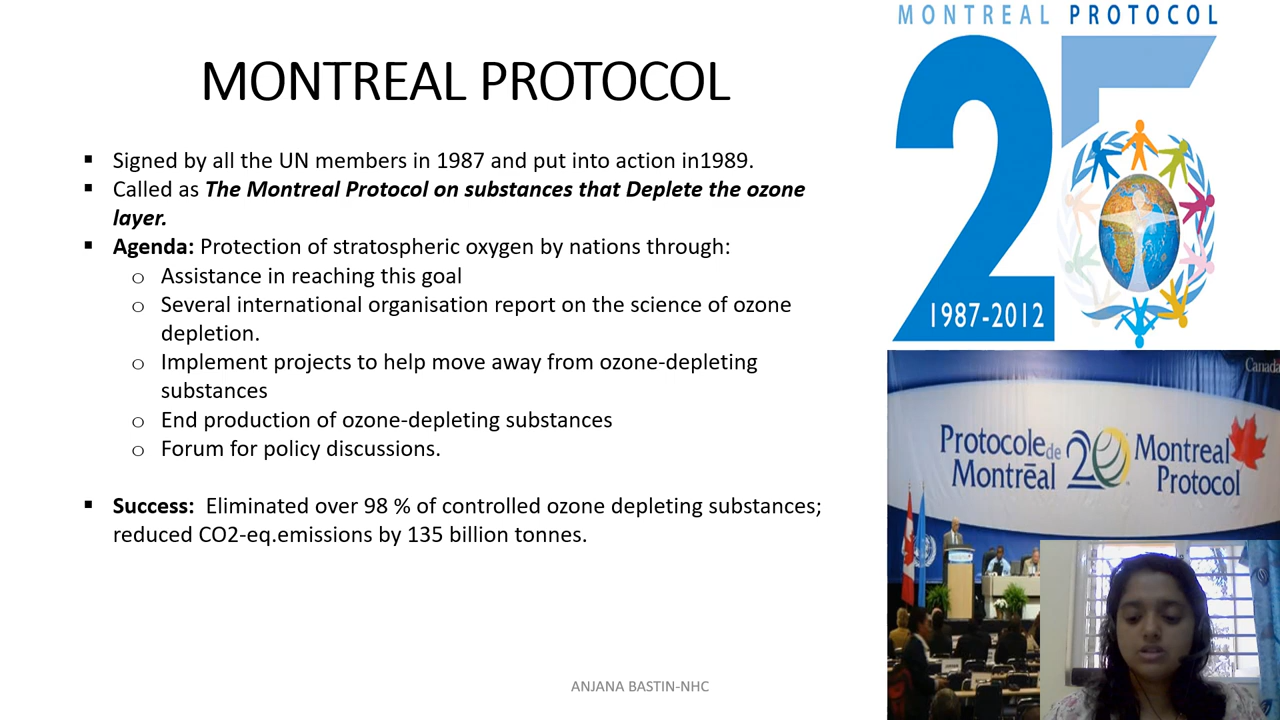 MONTREAL PROTOCOL
MONTREAL PROTOCOL
▪ Signed by all the UN members in 1987 and put into action in1989.
▪ Called as The Montreal Protocol on substances that Deplete the ozone
layer.
▪ Agenda: Protection of stratospheric oxygen by nations through:
o Assistance in reaching this goal
o Several international organisation report on the science of ozone
depletion.
o Implement projects to help move away from ozone-depleting
substances
o End production of ozone-depleting substances
o Forum for policy discussions.
▪ Success: Eliminated over 98 % of controlled ozone depleting substances;
reduced CO2-eq.emissions by 135 billion tonnes.
25
1987-2012
Canada
Protocole de
Montréal
20
Montreal
Protocol
ANJANA BASTIN-NHC